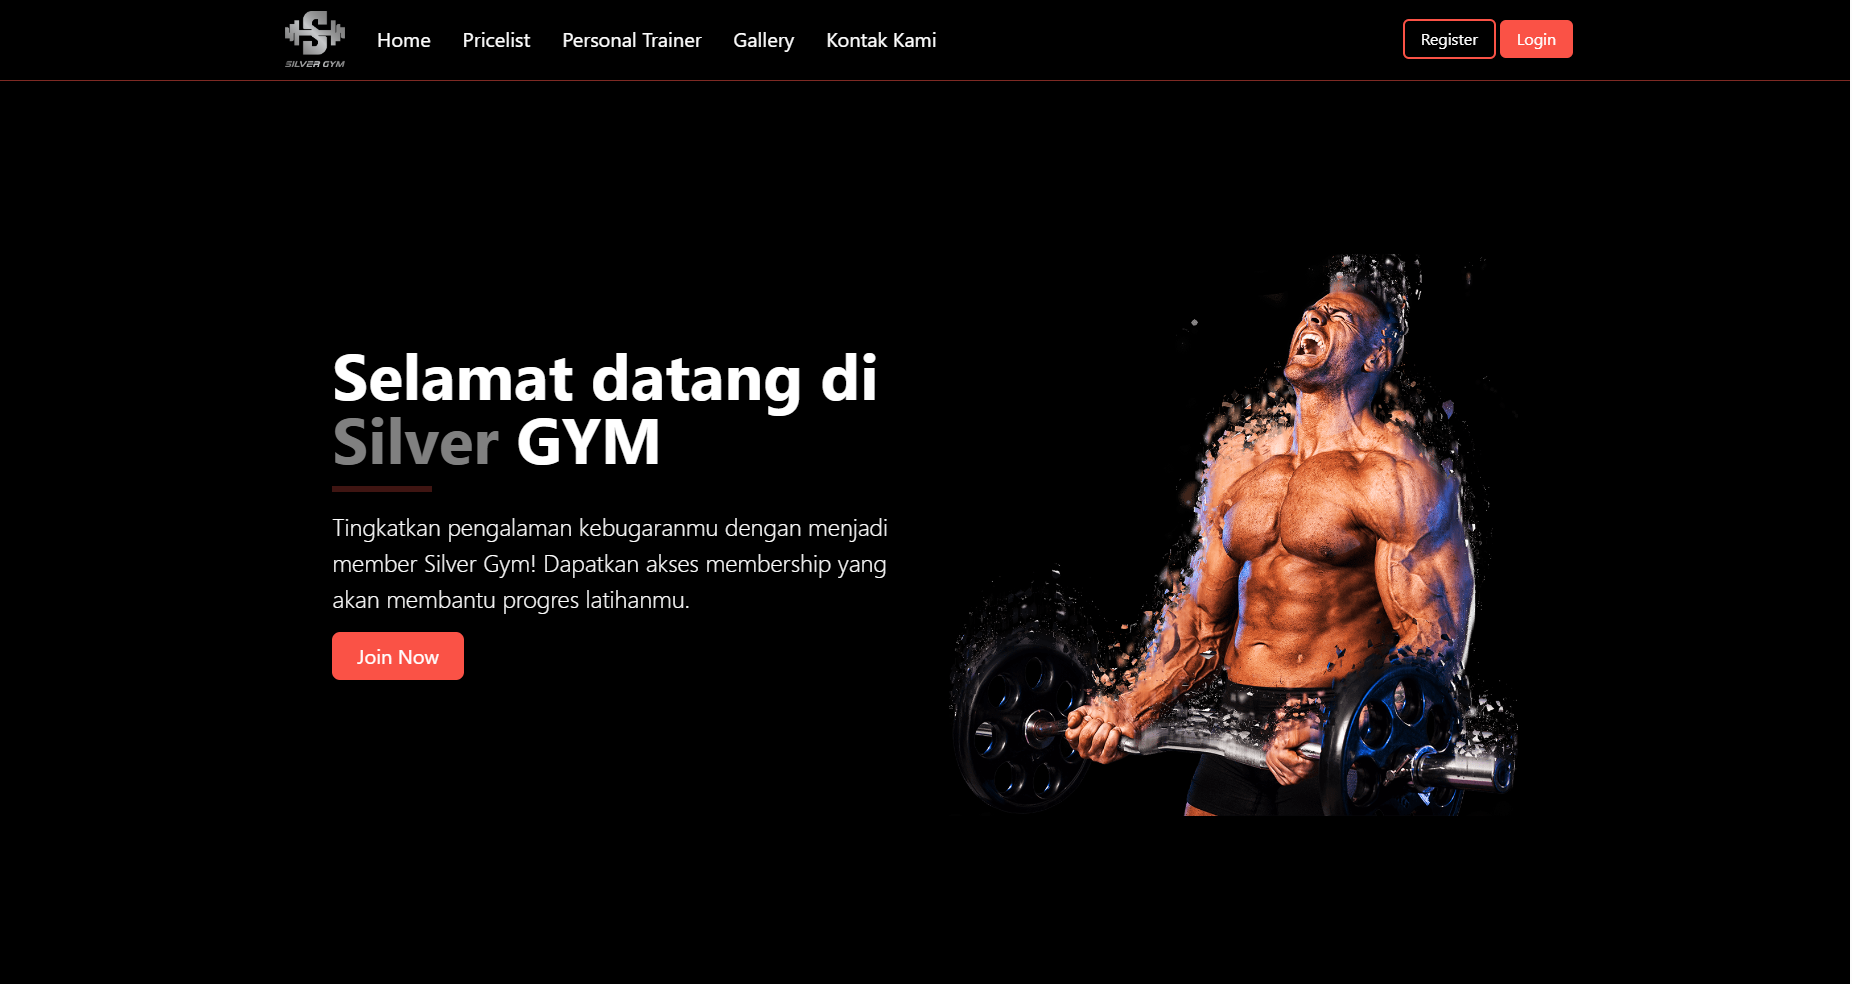 SILVER GYM
Home
Pricelist
Personal Trainer
Gallery
Kontak Kami
Register
Login
Selamat datang di
Silver GYM
Tingkatkan pengalaman kebugaranmu dengan menjadi
member Silver Gym! Dapatkan akses membership yang
akan membantu progres latihanmu.
Join Now